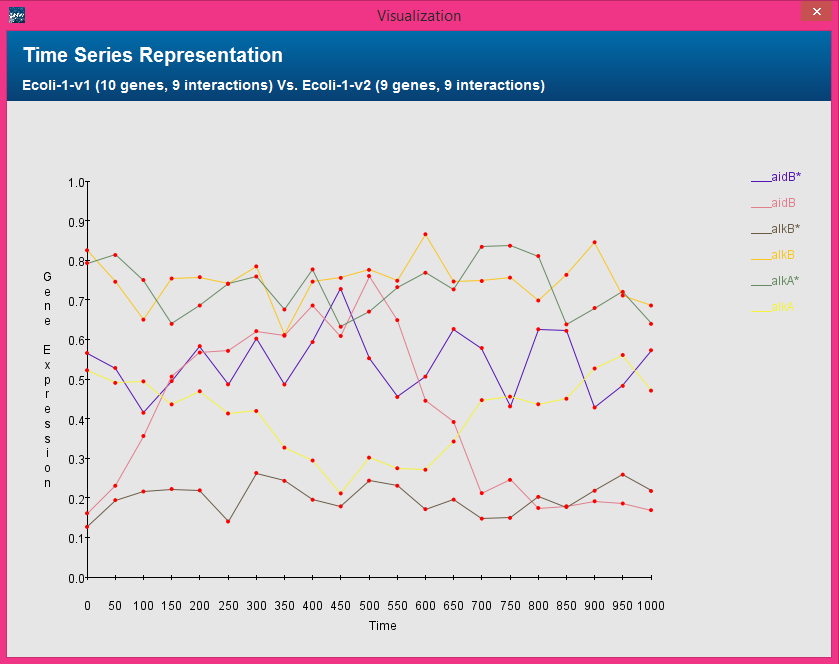 Visualization
Time Series Representation
Ecoli-1-v1 (10 genes, 9 interactions) Vs. Ecoli-1-v2 (9 genes, 9 interactions)
1.0
0.9
0.8
0.7
0.6
0.5
0.4
0.3
0.2
0.1
0.0
Gene Expression
0 50 100 150 200 250 300 350 400 450 500 550 600 650 700 750 800 850 900 950 1000
Time
aidB*
aidB
alkB*
alkB
alkA*
alkA